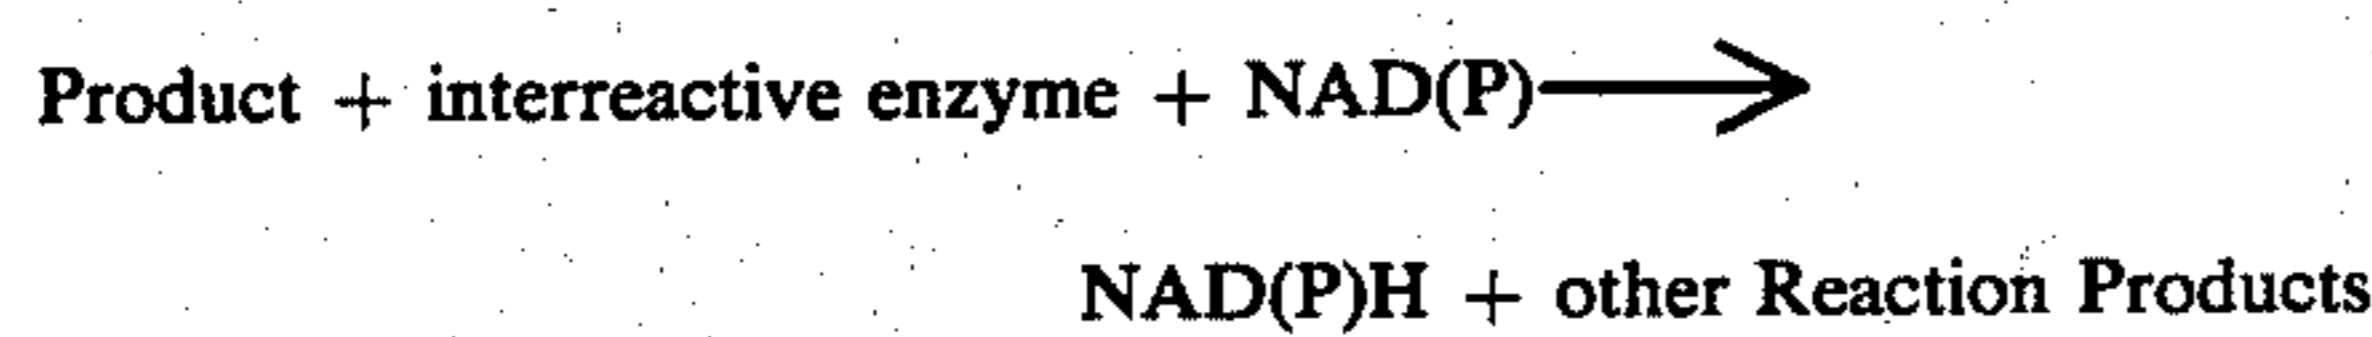 Product + interreactive enzyme + NAD(P)⟶
NAD(P)H + other Reaction Products